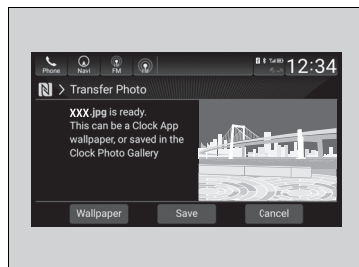 Phone
Navi
FM
12:34
> Transfer Photo
XXX.jpg is ready.
This can be a Clock App
wallpaper, or saved in the
Clock Photo Gallery
Wallpaper
Save
Cancel